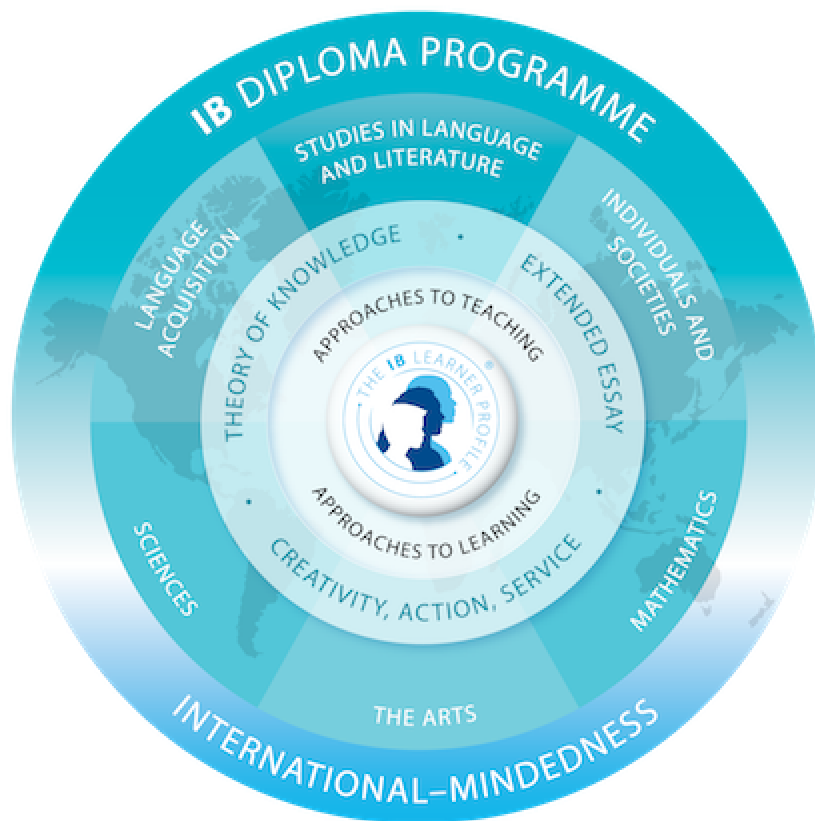 IB DIPLOMA PROGRAMME
STUDIES IN LANGUAGE
AND LITERATURE
LANGUAGE
ACQUISITION
INDIVIDUALS AND
SOCIETIES
THEORY OF KNOWLEDGE
EXTENDED ESSAY
APPROACHES TO TEACHING
THE IB LEARNER PROFILE
®
APPROACHES TO LEARNING
CREATIVITY, ACTION, SERVICE
SCIENCES
MATHEMATICS
THE ARTS
INTERNATIONAL–MINDEDNESS